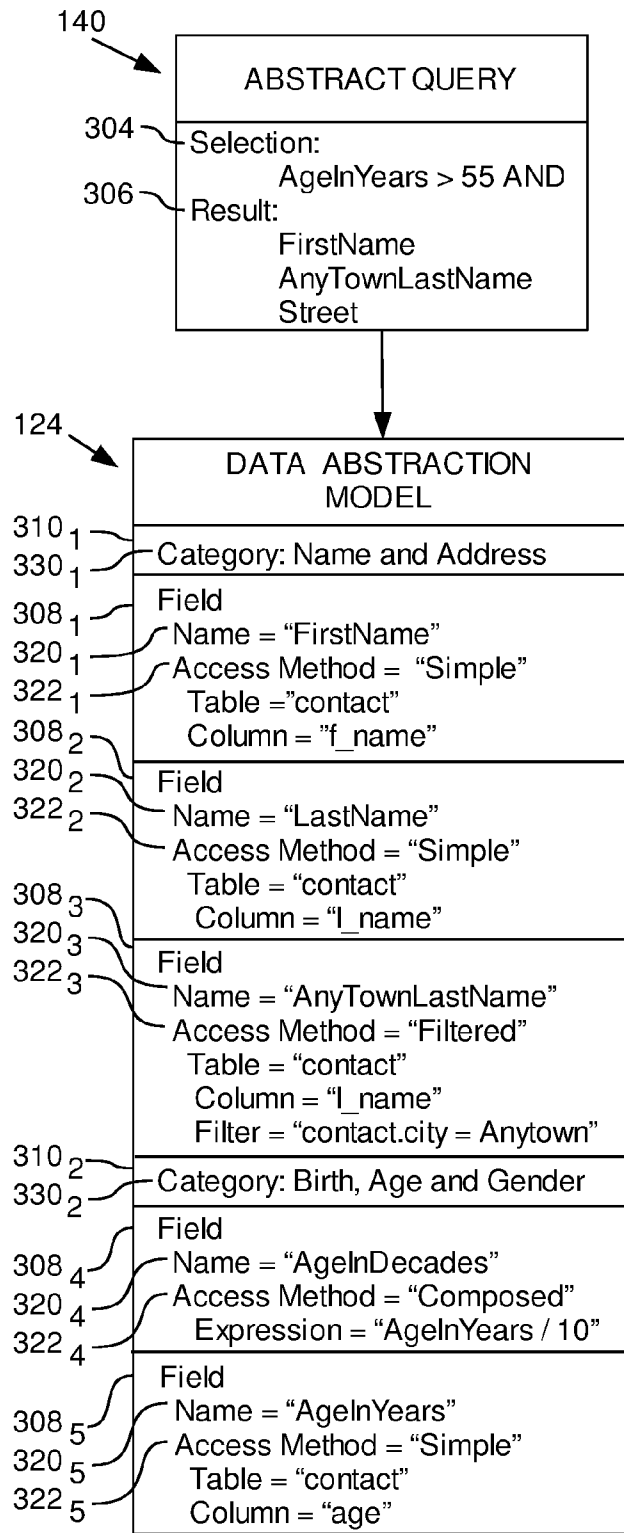 140
ABSTRACT QUERY
304
Selection:
AgeInYears > 55 AND
306
Result:
FirstName
AnyTownLastName
Street
124
DATA ABSTRACTION
MODEL
310 1
330 1
Category: Name and Address
308 1
Field
320 1
Name = “FirstName”
322 1
Access Method = “Simple”
Table =”contact”
Column = ”f_name”
308 2
Field
320 2
Name = “LastName”
322 2
Access Method = “Simple”
Table = “contact”
Column = “l_name”
308 3
Field
320 3
Name = “AnyTownLastName”
322 3
Access Method = “Filtered”
Table = “contact”
Column = “l_name”
Filter = “contact.city = Anytown”
310 2
330 2
Category: Birth, Age and Gender
308 4
Field
320 4
Name = “AgeInDecades”
322 4
Access Method = “Composed”
Expression = “AgeInYears / 10”
308 5
Field
320 5
Name = “AgeInYears”
322 5
Access Method = “Simple”
Table = “contact”
Column = “age”